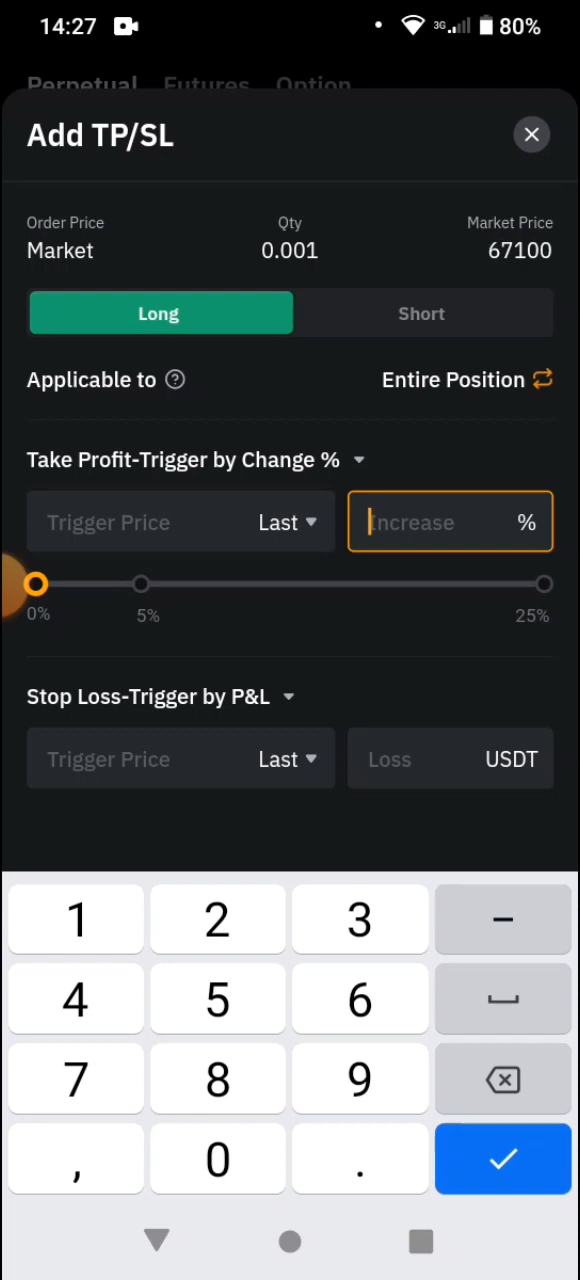 14:27 3G 80%
Perpetual Futures Option
Add TP/SL
Order Price Qty Market Price
Market 0.001 67100
Long Short
Applicable to ? Entire Position
Take Profit-Trigger by Change %
Trigger Price Last Increase %
0% 5% 25%
Stop Loss-Trigger by P&L
Trigger Price Last Loss USDT
1 2 3 -
4 5 6
7 8 9
, 0 .